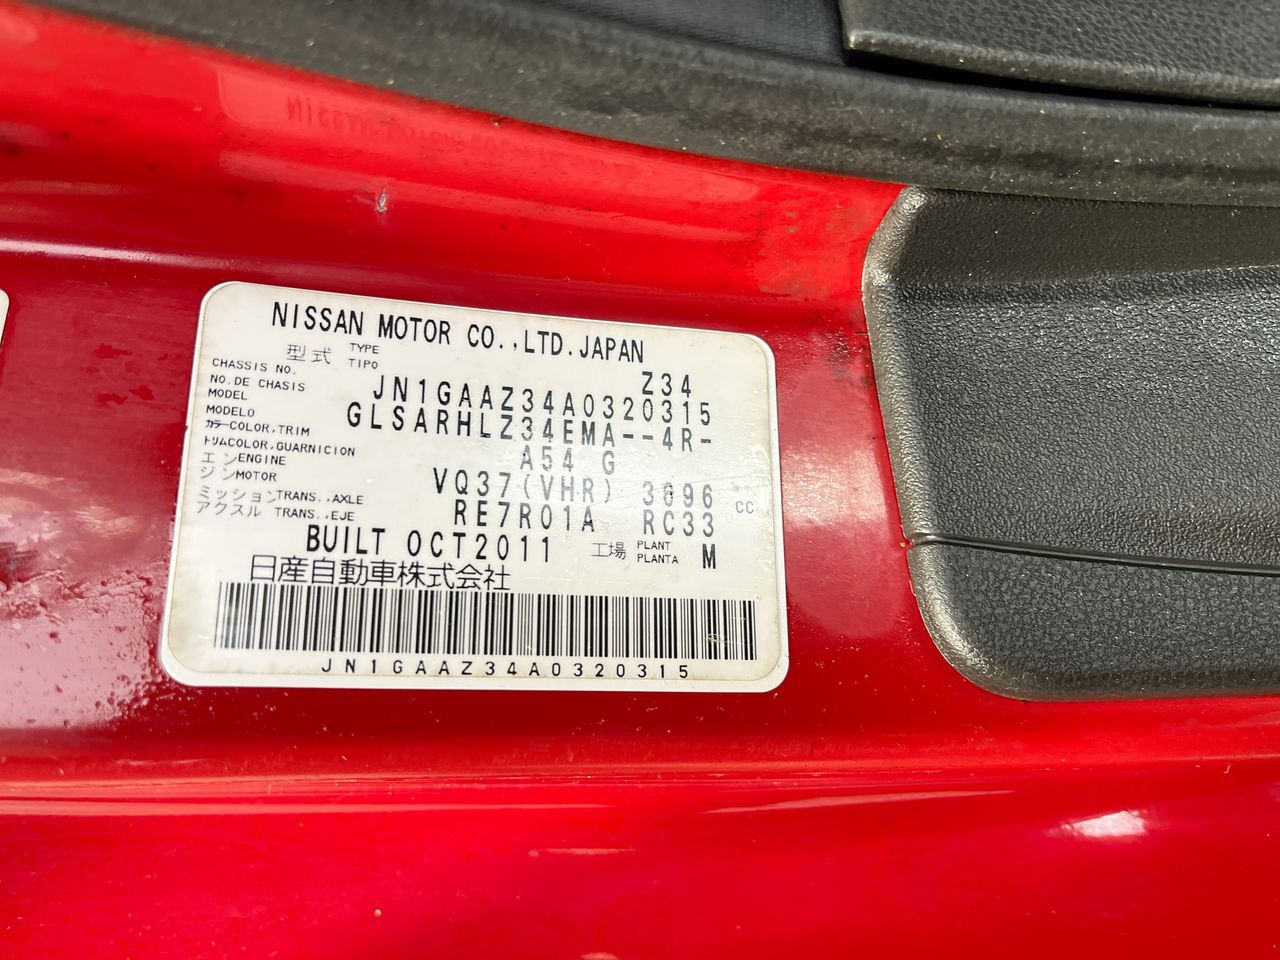 NISSAN MOTOR CO.,LTD.JAPAN
型式 TYPE TIPO Z34
CHASSIS NO. NO.DE CHASIS JN1GAAZ34A0320315
MODEL MODELO GLSARHLZ34EMA--4R-
カラートリム COLOR,TRIM COLOR,GUARNICION A54 G
エンジン ENGINE MOTOR VQ37(VHR) 3696 cc
ミッションアクスル TRANS.,AXLE TRANS.,EJE RE7R01A RC33
BUILT OCT2011 工場 PLANT PLANTA M
日産自動車株式会社
JN1GAAZ34A0320315